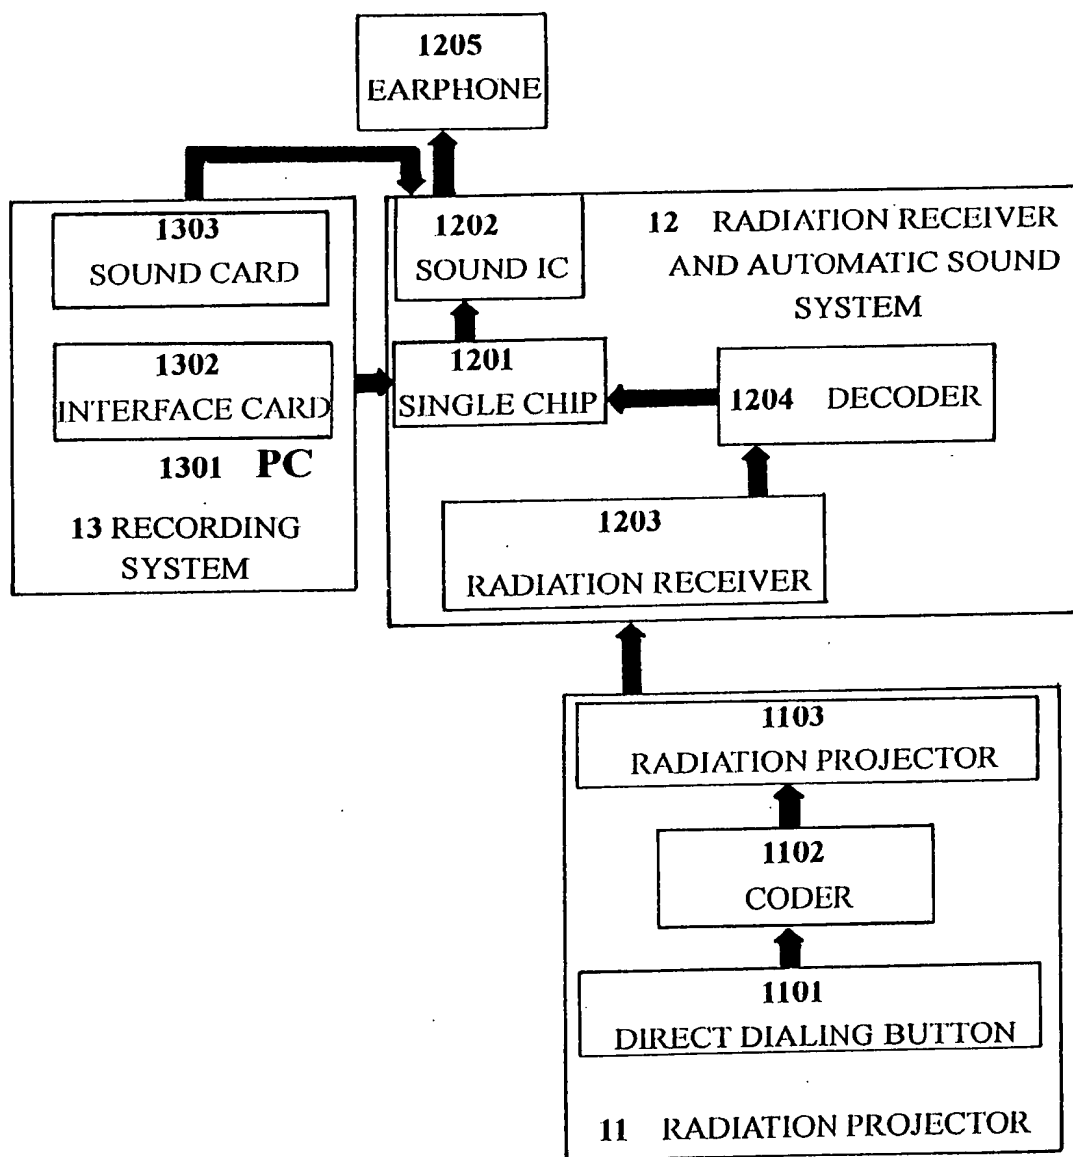 1205
EARPHONE
1303
SOUND CARD
1302
INTERFACE CARD
1301 PC
13 RECORDING
SYSTEM
1202
SOUND IC
12 RADIATION RECEIVER
AND AUTOMATIC SOUND
SYSTEM
1201
SINGLE CHIP
1204 DECODER
1203
RADIATION RECEIVER
1103
RADIATION PROJECTOR
1102
CODER
1101
DIRECT DIALING BUTTON
11 RADIATION PROJECTOR